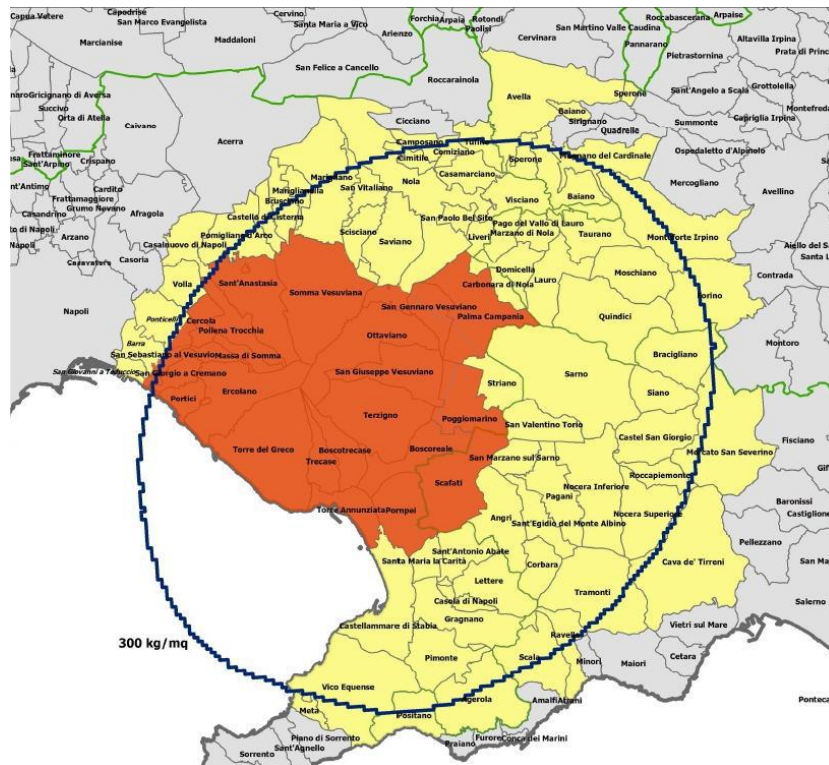 Capua Vetere
Capodrise
San Marco Evangelista
Marcianise
Maddaloni
Cervino
Santa Maria a Vico
Arienzo
San Felice a Cancello
Forchia
Arpaia
Paolisi
Rotondi
Cervinara
San Martino Valle Caudina
Pannarano
Roccabascerana
Arpaise
Pietrastornina
Altavilla Irpina
Sant'Angelo a Scala
Grottolella
Capriglia Irpina
Summonte
Ospedaletto d'Alpinolo
Mercogliano
Avellino
Contrada
Montoro
Gricignano di Aversa
Succivo
Orta di Atella
Caivano
Frattaminore
Sant'Arpino
Crispano
Cardito
Frattamaggiore
Grumo Nevano
Casandrino
Arzano
Casavatore
Casoria
Afragola
Acerra
Napoli
Roccarainola
Cicciano
Avella
Sperone
Baiano
Sirignano
Quadrelle
Camposano
Cimitile
Comiziano
Casamarciano
Sperone
Mugnano del Cardinale
Marigliano
Mariglianella
Brusciano
San Vitaliano
Nola
Visciano
Baiano
Castello di Cisterna
Pomigliano d'Arco
Casalnuovo di Napoli
Scisciano
Saviano
San Paolo Bel Sito
Liveri
Pago del Vallo di Lauro
Marzano di Nola
Taurano
Monteforte Irpino
Moschiano
Domicella
Carbonara di Nola
Lauro
Quindici
Forino
Volla
Ponticelli
Barra
San Giovanni a Teduccio
Cercola
Sant'Anastasia
Pollena Trocchia
San Sebastiano al Vesuvio
Massa di Somma
San Giorgio a Cremano
Portici
Ercolano
Somma Vesuviana
San Gennaro Vesuviano
Palma Campania
Ottaviano
San Giuseppe Vesuviano
Terzigno
Striano
Sarno
Bracigliano
Siano
Poggiomarino
San Valentino Torio
Castel San Giorgio
Mercato San Severino
Torre del Greco
Boscotrecase
Trecase
Boscoreale
San Marzano sul Sarno
Roccapiemonte
Scafati
Torre Annunziata
Pompei
Pagani
Nocera Inferiore
Nocera Superiore
Angri
Sant'Egidio del Monte Albino
Fisciano
Baronissi
Pellezzano
Salerno
Cava de' Tirreni
Sant'Antonio Abate
Santa Maria la Carità
Corbara
Lettere
Casola di Napoli
Gragnano
Tramonti
Castellammare di Stabia
Vietri sul Mare
Ravello
Scala
Minori
Maiori
Cetara
Pimonte
300 kg/mq
Vico Equense
Meta
Agerola
Positano
Amalfi
Atrani
Piano di Sorrento
Sant'Agnello
Sorrento
Praiano
Furore
Conca dei Marini